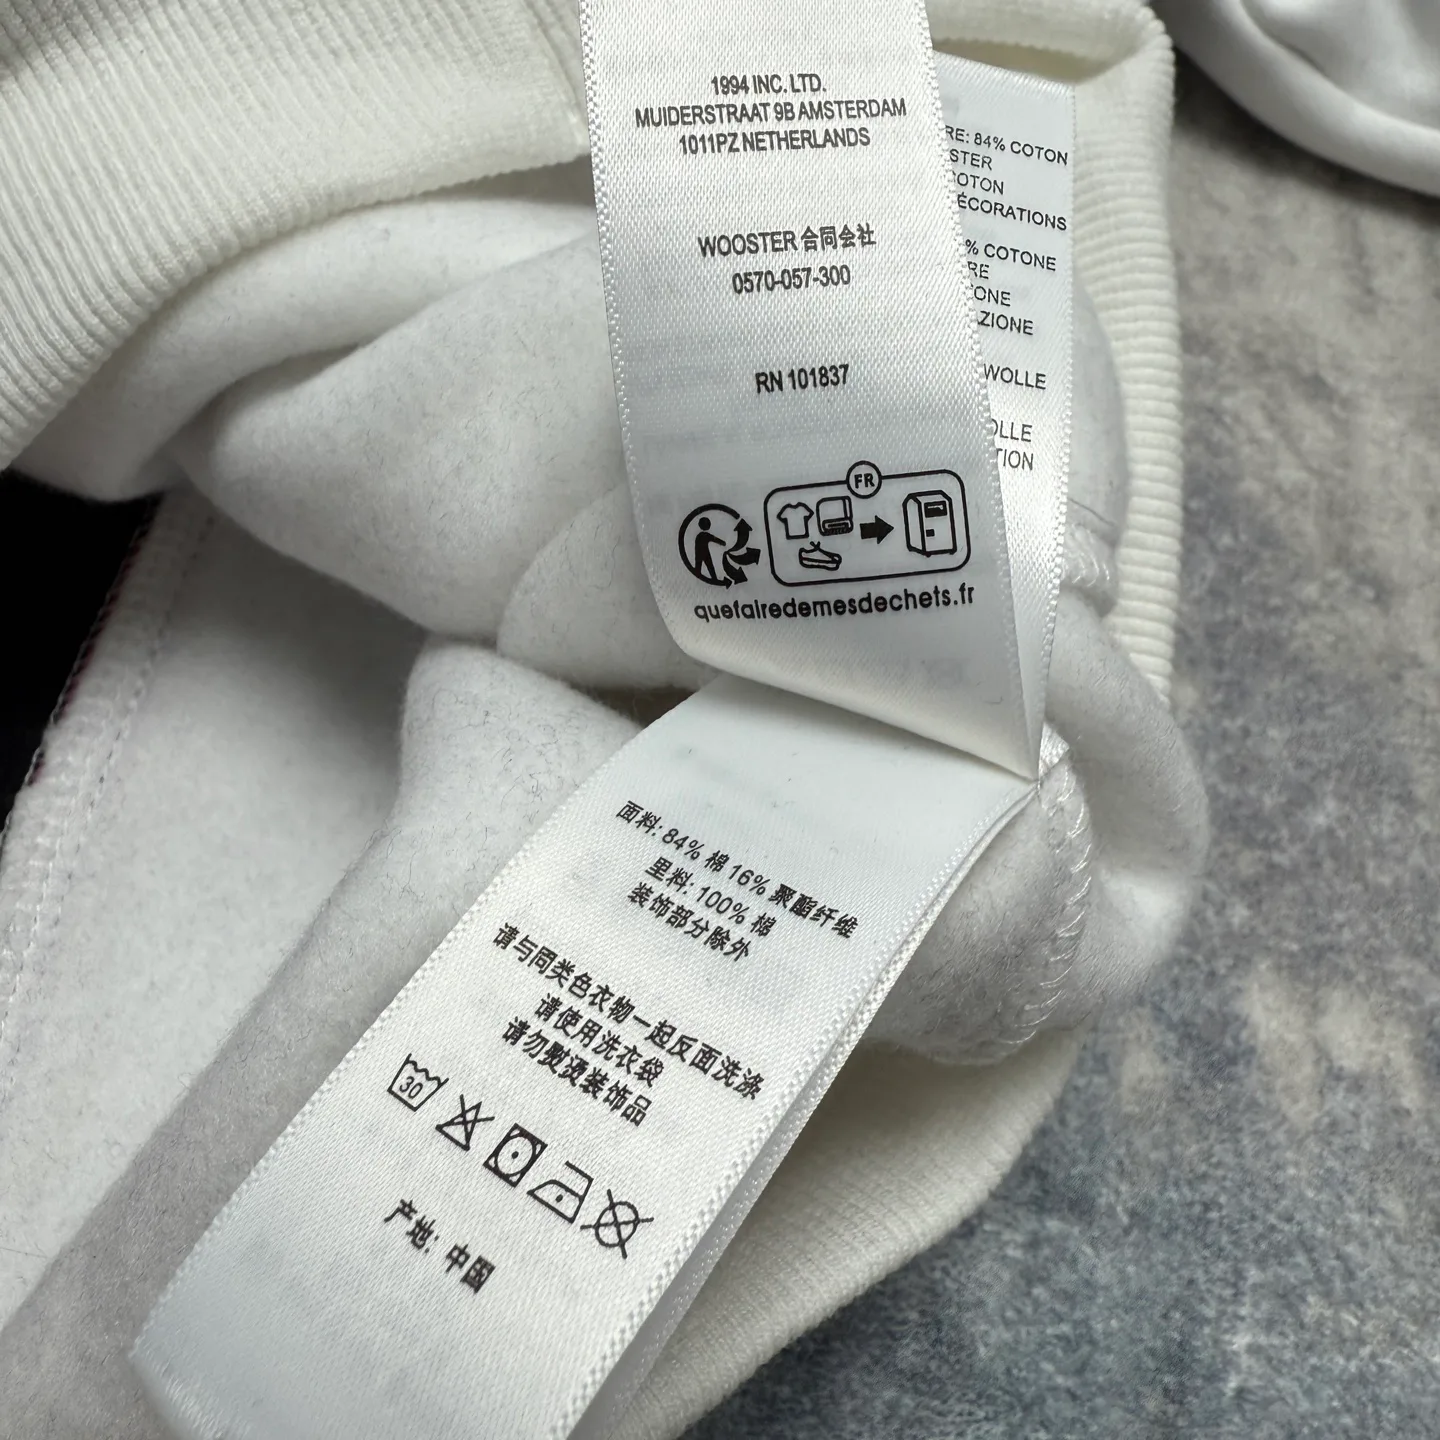 1994 INC. LTD.
MUIDERSTRAAT 9B AMSTERDAM
1011PZ NETHERLANDS
WOOSTER 合同会社
0570-057-300
RN 101837
FR
quefairedemesdechets.fr
RE: 84% COTON
STER
OTON
ÉCORATIONS
% COTONE
RE
ONE
ZIONE
WOLLE
OLLE
TION
面料: 84% 棉 16% 聚酯纤维
里料: 100% 棉
装饰部分除外
请与同类色衣物一起反面洗涤
请使用洗衣袋
请勿熨烫装饰品
30
产地: 中国